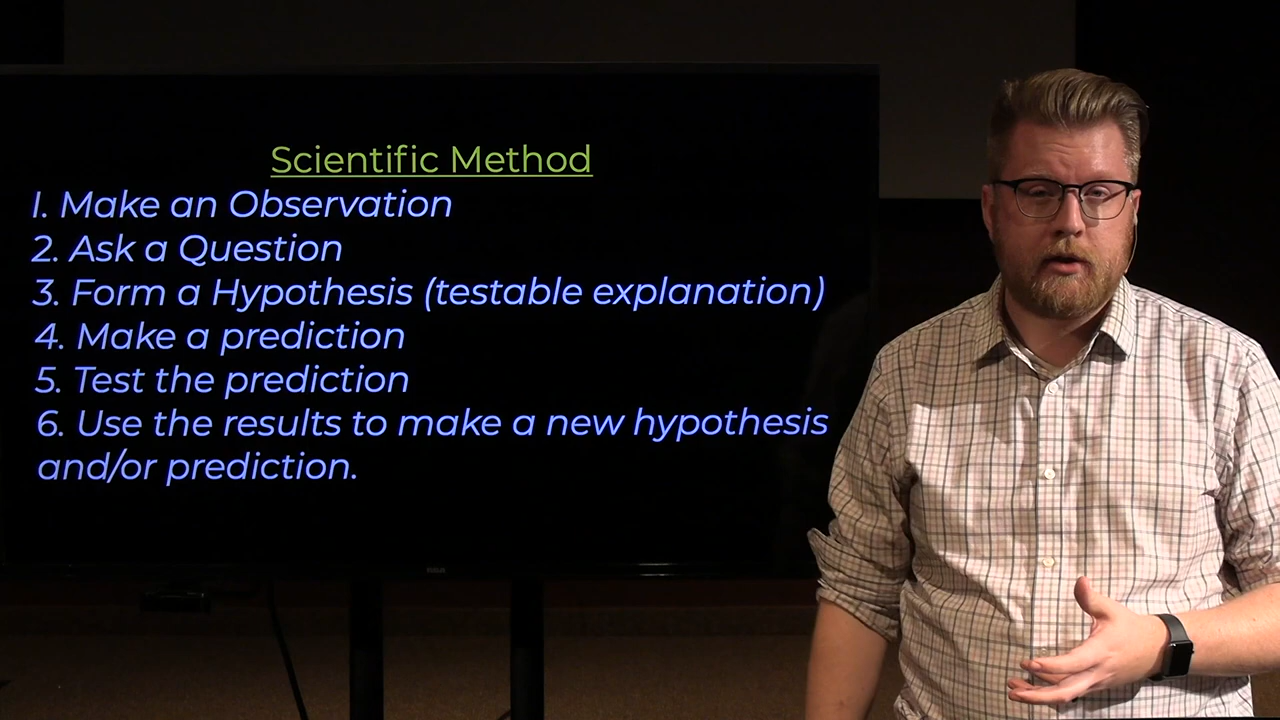 Scientific Method
1. Make an Observation
2. Ask a Question
3. Form a Hypothesis (testable explanation)
4. Make a prediction
5. Test the prediction
6. Use the results to make a new hypothesis
and/or prediction.